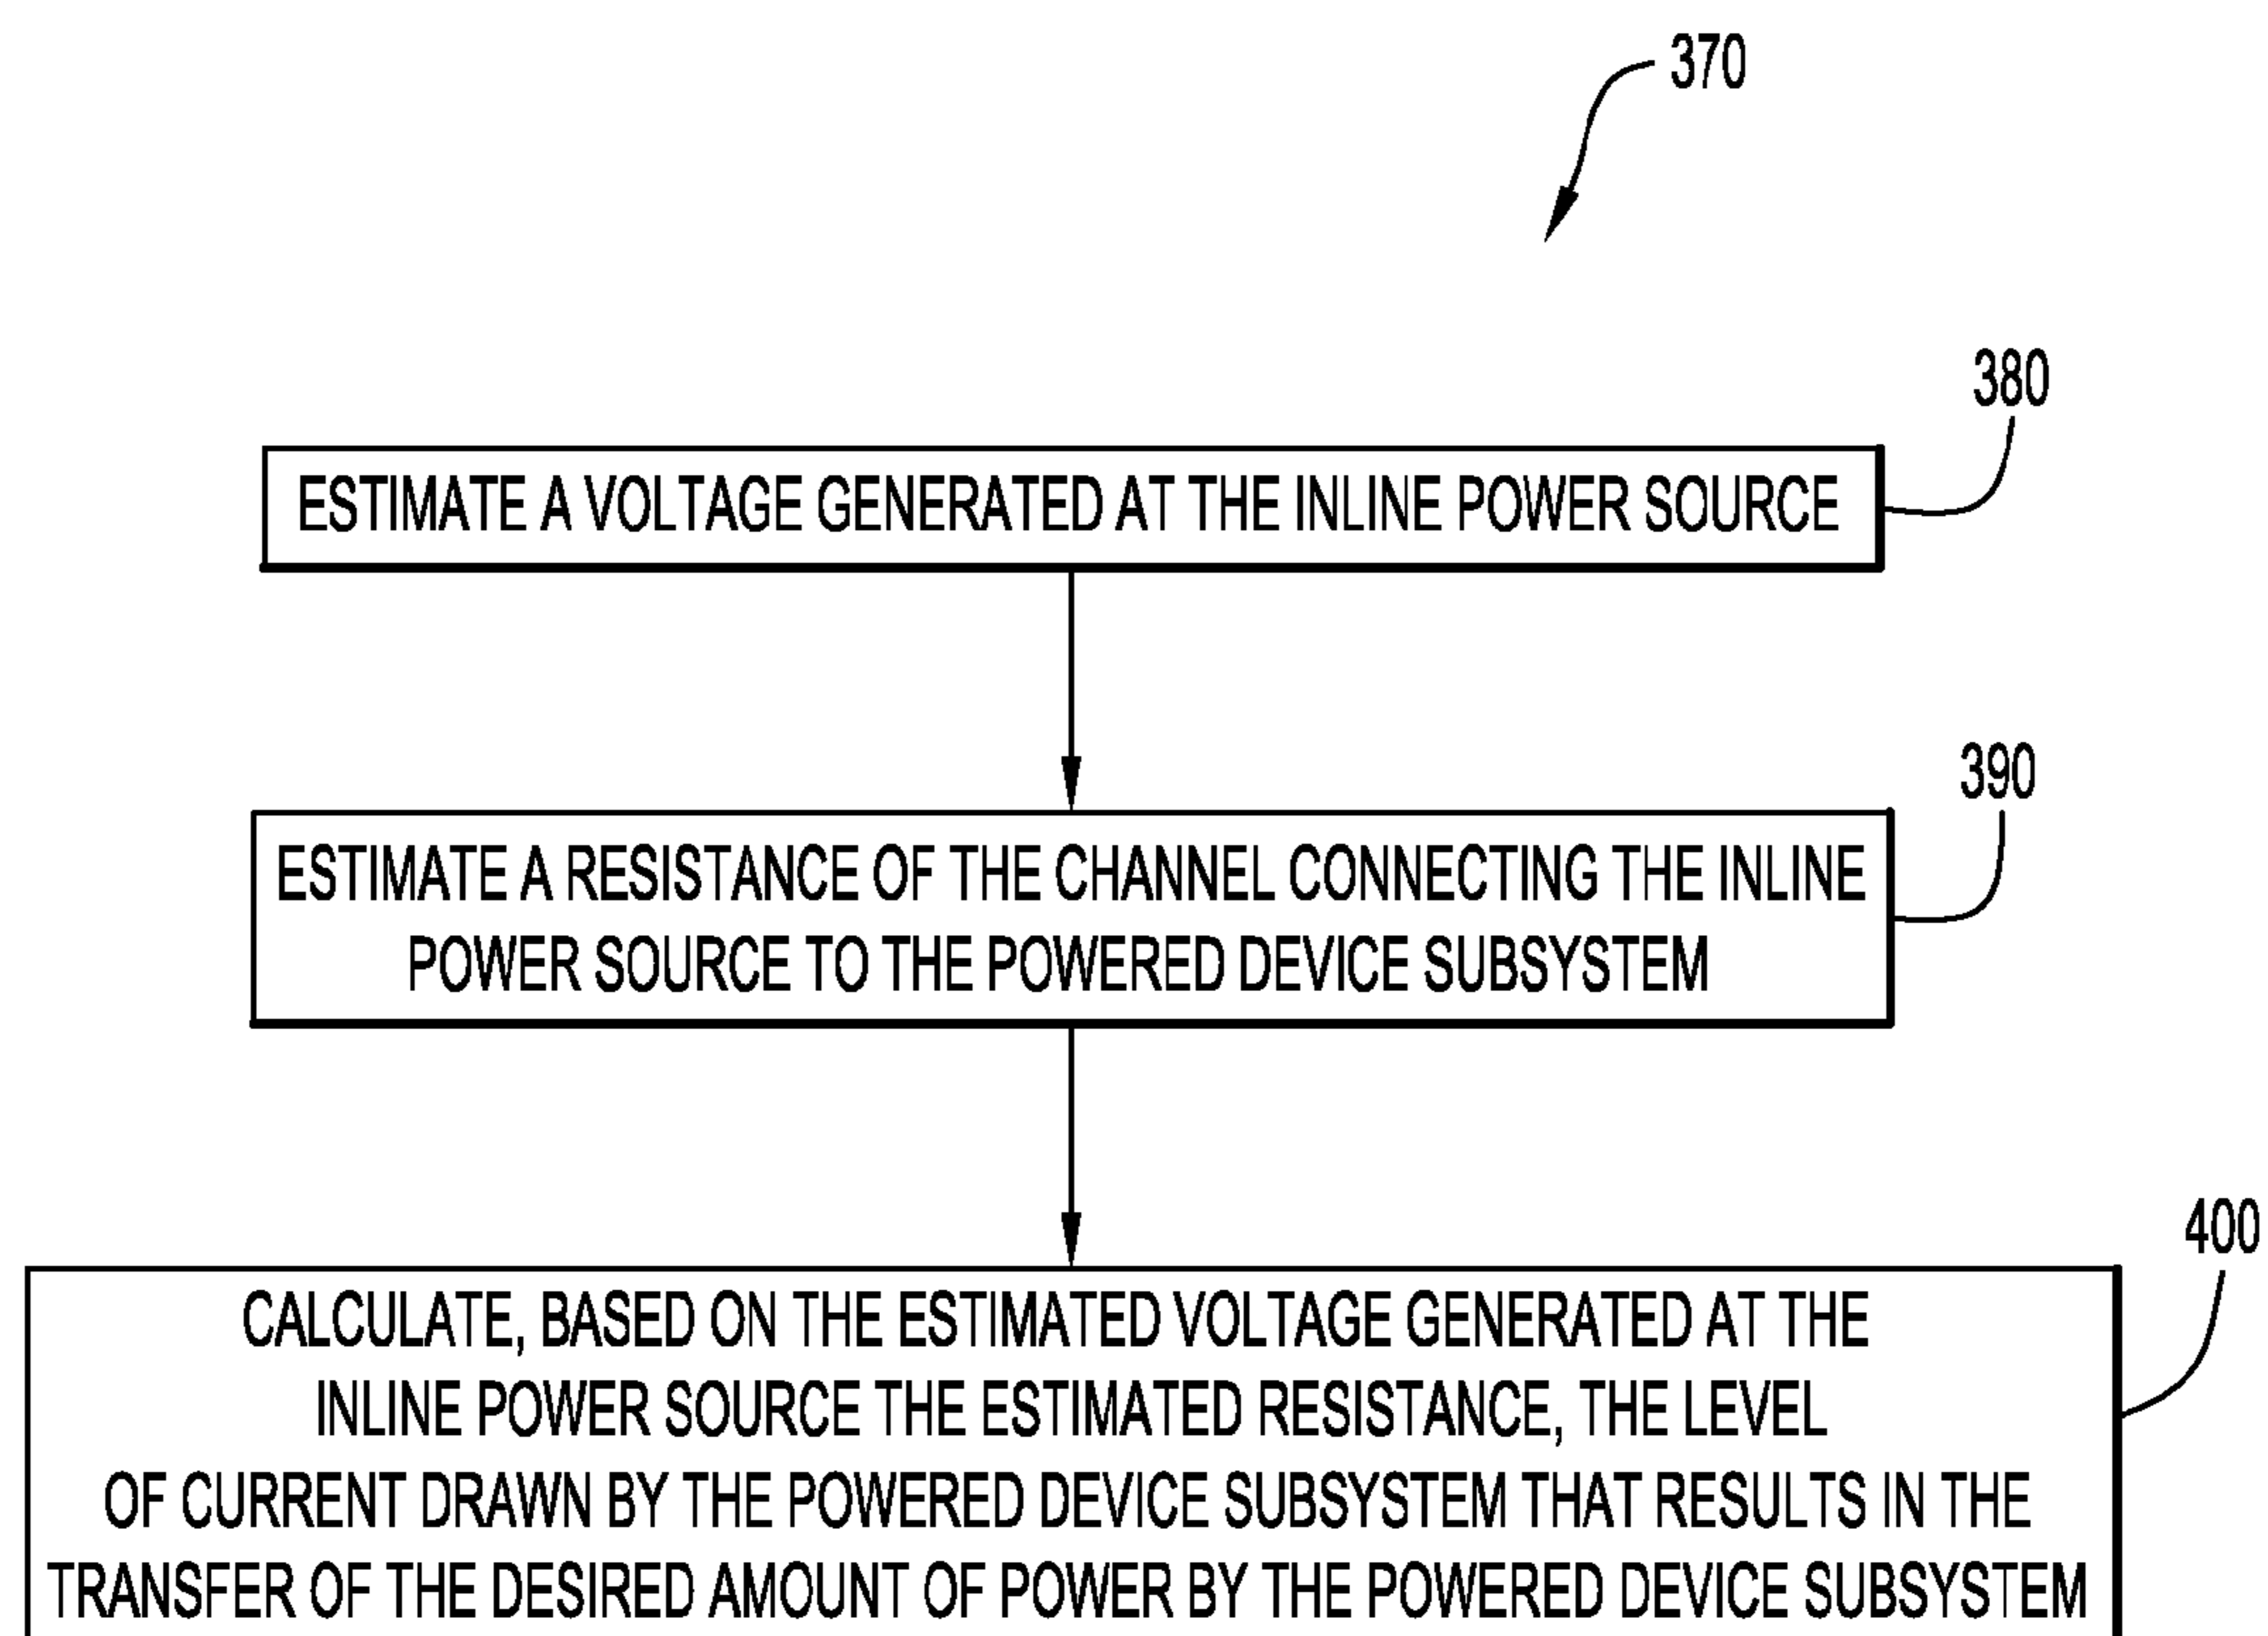 370
380
ESTIMATE A VOLTAGE GENERATED AT THE INLINE POWER SOURCE
390
ESTIMATE A RESISTANCE OF THE CHANNEL CONNECTING THE INLINE
POWER SOURCE TO THE POWERED DEVICE SUBSYSTEM
400
CALCULATE, BASED ON THE ESTIMATED VOLTAGE GENERATED AT THE
INLINE POWER SOURCE THE ESTIMATED RESISTANCE, THE LEVEL
OF CURRENT DRAWN BY THE POWERED DEVICE SUBSYSTEM THAT RESULTS IN THE
TRANSFER OF THE DESIRED AMOUNT OF POWER BY THE POWERED DEVICE SUBSYSTEM